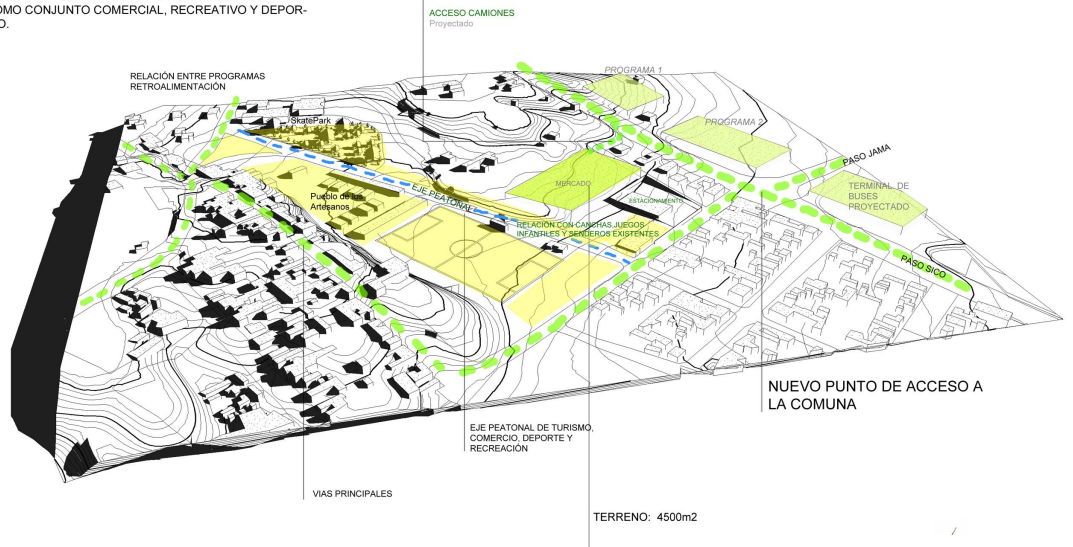 OMO CONJUNTO COMERCIAL, RECREATIVO Y DEPOR-
O.
ACCESO CAMIONES
Proyectado
RELACIÓN ENTRE PROGRAMAS
RETROALIMENTACIÓN
PROGRAMA 1
SkatePark
PROGRAMA 2
PASO JAMA
MERCADO
TERMINAL DE
BUSES
PROYECTADO
EJE PEATONAL
Pueblo de los
Artesanos
ESTACIONAMIENTO
RELACIÓN CON CANCHAS, JUEGOS
INFANTILES Y SENDEROS EXISTENTES
PASO SICO
NUEVO PUNTO DE ACCESO A
LA COMUNA
EJE PEATONAL DE TURISMO,
COMERCIO, DEPORTE Y
RECREACIÓN
VIAS PRINCIPALES
TERRENO: 4500m2